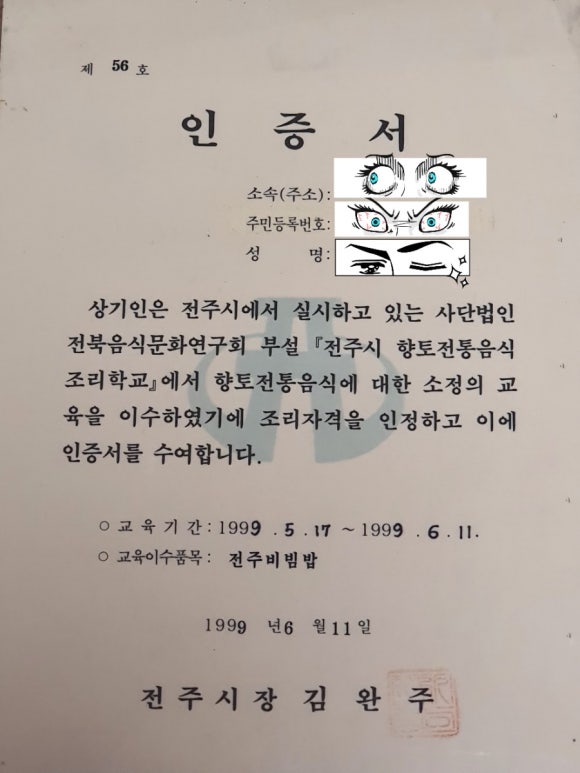 제 56 호
인 증 서
소속(주소):
주민등록번호:
성 명:
상기인은 전주시에서 실시하고 있는 사단법인
전북음식문화연구회 부설 『전주시 향토전통음식
조리학교』에서 향토전통음식에 대한 소정의 교
육을 이수하였기에 조리자격을 인정하고 이에
인증서를 수여합니다.
○ 교 육 기 간 : 1999 . 5 . 17 ~ 1999 . 6 . 11.
○ 교육이수품목 : 전주비빔밥
1999 년 6 월 11 일
전 주 시 장 김 완 주